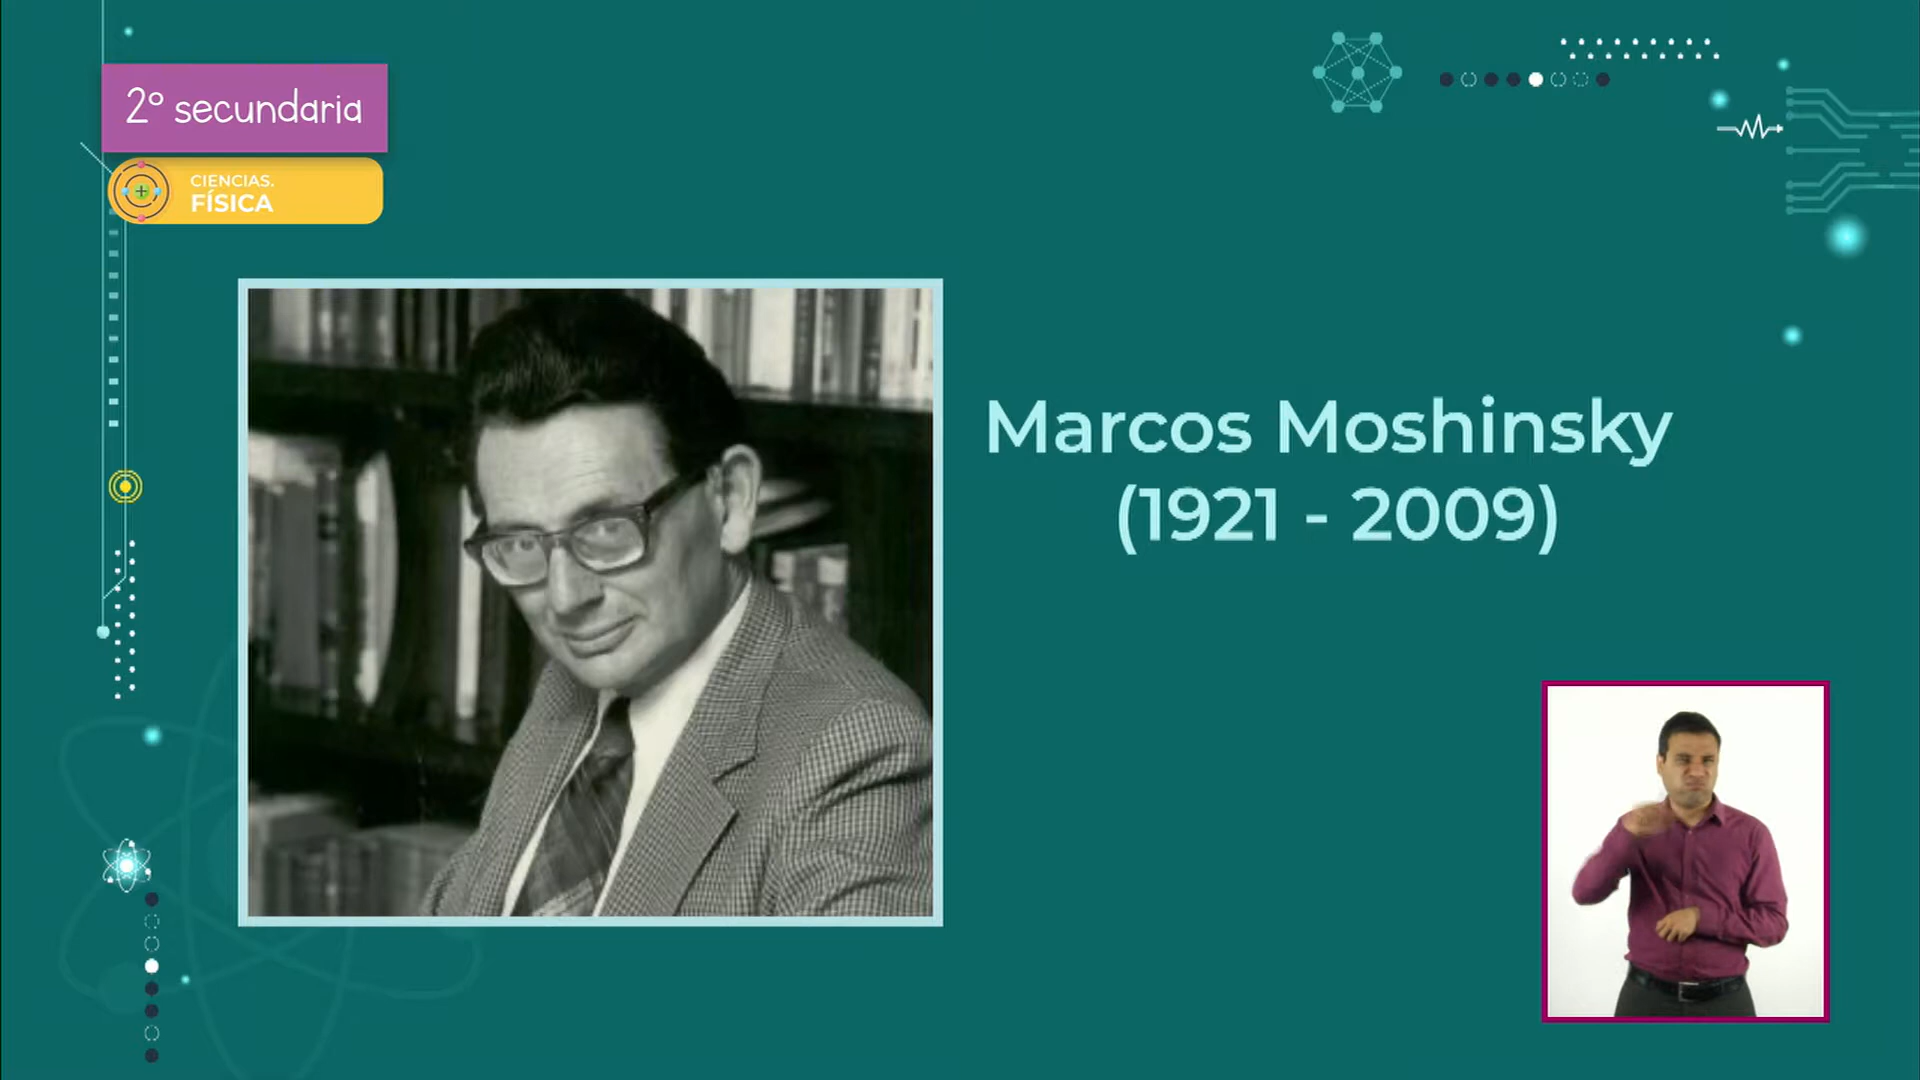 2° secundaria
CIENCIAS.
FÍSICA
Marcos Moshinsky
(1921 - 2009)